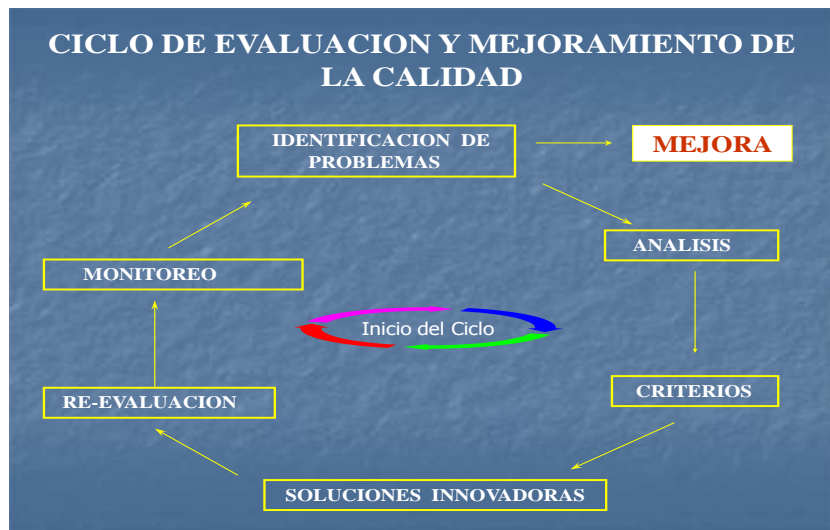 CICLO DE EVALUACION Y MEJORAMIENTO DE
LA CALIDAD
IDENTIFICACION DE
PROBLEMAS
MEJORA
ANALISIS
MONITOREO
Inicio del Ciclo
CRITERIOS
RE-EVALUACION
SOLUCIONES INNOVADORAS